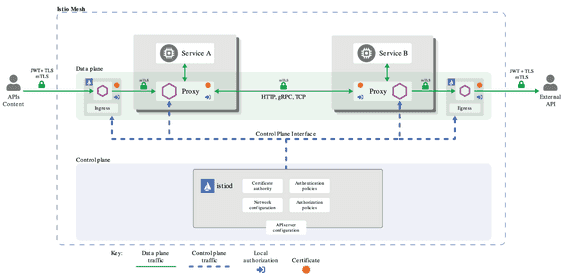 Istio Mesh
Service A
Service B
JWT + TLS
mTLS
Data plane
mTLS
mTLS
mTLS
JWT + TLS
mTLS
Proxy
Proxy
Ingress
HTTP, gRPC, TCP
Egress
APIs
Content
External
API
Control Plane Interface
Control plane
istiod
Certificate
authority
Authentication
policies
Network
configuration
Authorization
policies
API server
configuration
Key:
Data plane
traffic
Control plane
traffic
Local
authorization
Certificate